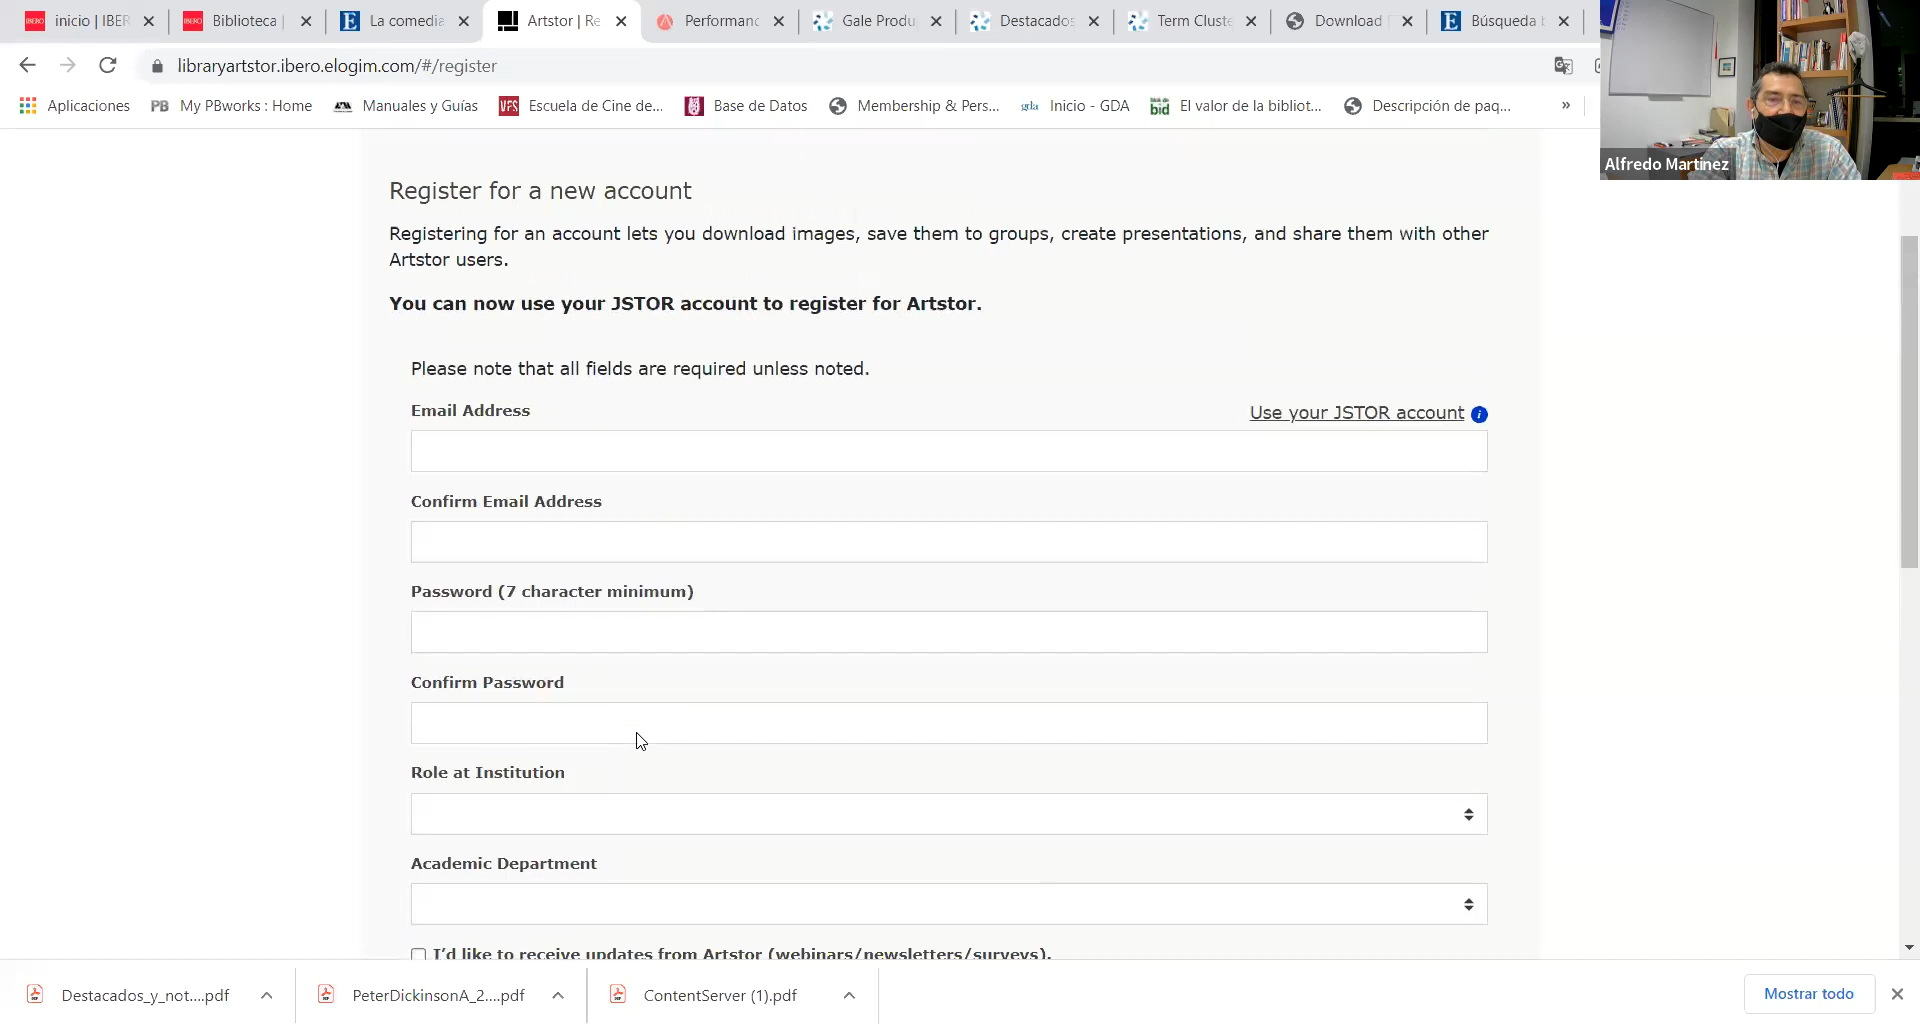 inicio | IBER
Biblioteca |
La comedia
Artstor | Re
Performanc
Gale Produ
Destacados
Term Cluste
Download
Búsqueda b
libraryartstor.ibero.elogim.com/#/register
Aplicaciones
My PBworks : Home
Manuales y Guías
Escuela de Cine de...
Base de Datos
Membership & Pers...
Inicio - GDA
El valor de la bibliot...
Descripción de paq...
»
Alfredo Martinez
Register for a new account
Registering for an account lets you download images, save them to groups, create presentations, and share them with other
Artstor users.
You can now use your JSTOR account to register for Artstor.
Please note that all fields are required unless noted.
Email Address
Use your JSTOR account
Confirm Email Address
Password (7 character minimum)
Confirm Password
Role at Institution
Academic Department
I'd like to receive updates from Artstor (webinars/newsletters/surveys).
Destacados_y_not....pdf
PeterDickinsonA_2....pdf
ContentServer (1).pdf
Mostrar todo